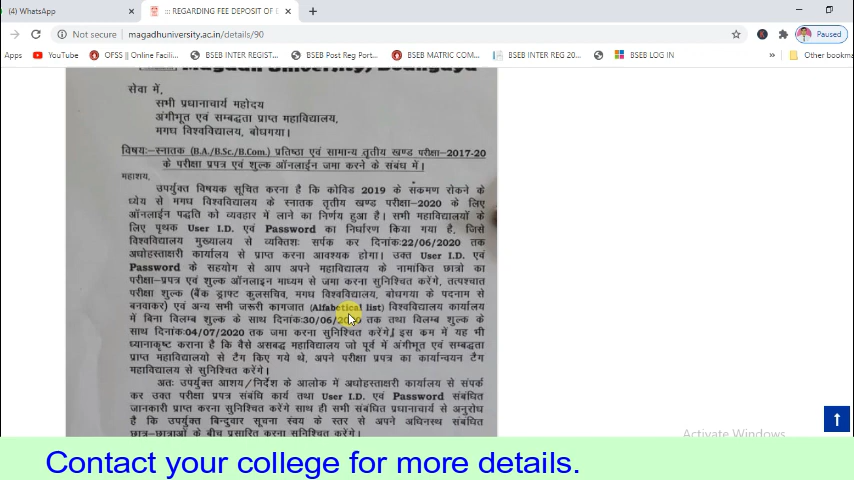 (4) WhatsApp
::: REGARDING FEE DEPOSIT OF E
Not secure | magadhuniversity.ac.in/details/90
Paused
Apps YouTube OFSS || Online Facili... BSEB INTER REGIST... BSEB Post Reg Port... BSEB MATRIC COM... BSEB INTER REG 20... BSEB LOG IN » Other bookma
Magadh University, Bodhgaya
सेवा में,
सभी प्रधानाचार्य महोदय
अंगीभूत एवं सम्बद्धता प्राप्त महाविद्यालय,
मगध विश्वविद्यालय, बोधगया।
विषयः–स्नातक (B.A./B.Sc./B.Com.) प्रतिष्ठा एवं सामान्य तृतीय खण्ड परीक्षा–2017-20
के परीक्षा प्रपत्र एवं शुल्क ऑनलाईन जमा करने के संबंध में।
महाशय,
उपर्युक्त विषयक सूचित करना है कि कोविड 2019 के संकमण रोकने के
ध्येय से मगध विश्वविद्यालय के स्नातक तृतीय खण्ड परीक्षा–2020 के लिए
ऑनलाईन पद्धति को व्यवहार में लाने का निर्णय हुआ है। सभी महाविद्यालयों के
लिए पृथक User I.D. एवं Password का निर्धारण किया गया है, जिसे
विश्वविद्यालय मुख्यालय से व्यक्तिशः सर्पक कर दिनांक:22/06/2020 तक
अधोहस्ताक्षरी कार्यालय से प्राप्त करना आवश्यक होगा। उक्त User I.D. एवं
Password के सहयोग से आप अपने महाविद्यालय के नामांकित छात्रो का
परीक्षा–प्रपत्र एवं शुल्क ऑनलाइन माध्यम से जमा करना सुनिश्चित करेंगे, तत्पश्चात
परीक्षा शुल्क (बैंक ड्राफ्ट कुलसचिव, मगध विश्वविद्यालय, बोधगया के पदनाम से
बनवाकर) एवं अन्य सभी जरूरी कागजात (Alfabetical list) विश्वविद्यालय कार्यालय
में बिना विलम्ब शुल्क के साथ दिनांक:30/06/2020 तक तथा विलम्ब शुल्क के
साथ दिनांक:04/07/2020 तक जमा करना सुनिश्चित करेंगे, इस कम में यह भी
ध्यानाकृष्ट कराना है कि वैसे असबद्ध महाविद्यालय जो पूर्व में अंगीभूत एवं सम्बद्धता
प्राप्त महाविद्यालयो से टैग किए गये थे, अपने परीक्षा प्रपत्र का कार्यान्वयन टैग
महाविद्यालय से सुनिश्चित करेंगे।
अतः उपर्युक्त आशय/निर्देश के आलोक में अधोहस्ताक्षरी कार्यालय से संपर्क
कर उक्त परीक्षा प्रपत्र संबंधि कार्य तथा User I.D. एवं Password संबंधित
जानकारी प्राप्त करना सुनिश्चित करेंगे साथ ही सभी संबंधित प्रधानाचार्य से अनुरोध
है कि उपर्युक्त बिन्दुवार सूचना स्वंय के स्तर से अपने अधिनस्थ संबंधित
छात्र–छात्राओं के बीच प्रसारित करना सुनिश्चित करेंगे।
Activate Windows
Contact your college for more details.